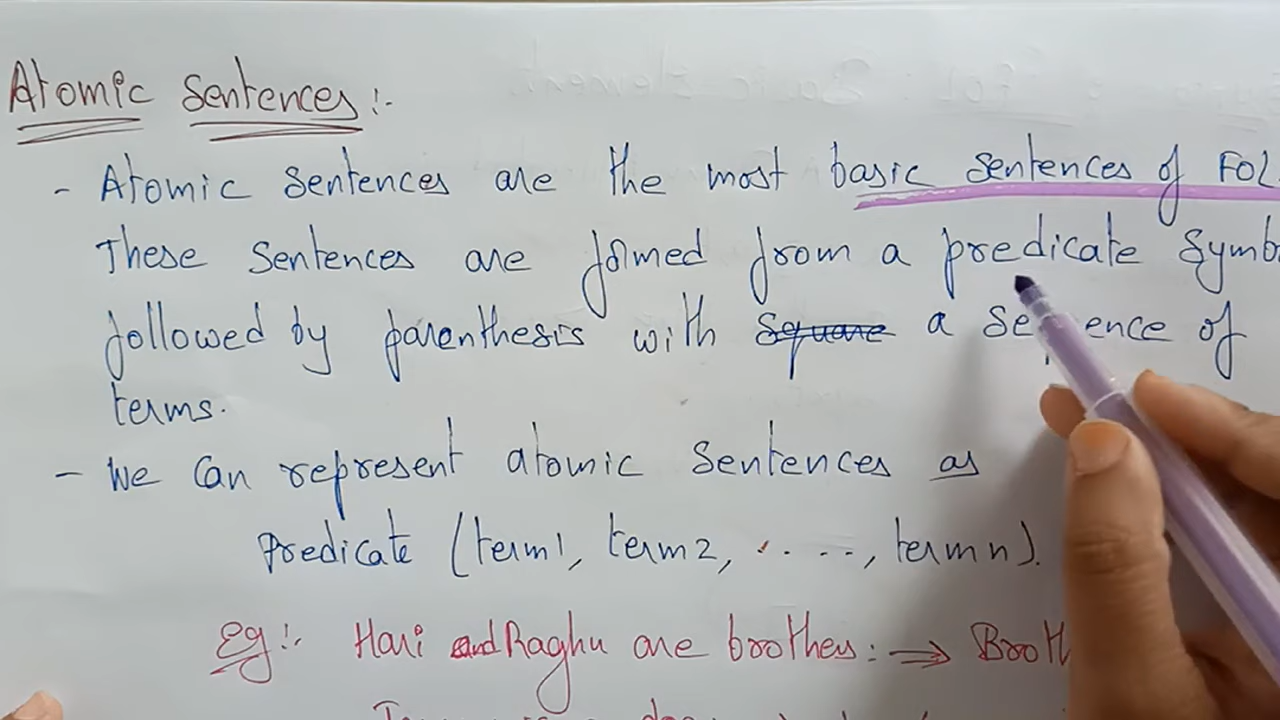 Atomic Sentences :-
- Atomic Sentences are the most basic sentences of FOL.
These Sentences are formed from a predicate Symb
followed by parenthesis with a Sequence of
terms.
- We Can represent atomic Sentences as
Predicate (term1, term2, ....., term n).
Eg :- Hari and Raghu are brothers : → Broth